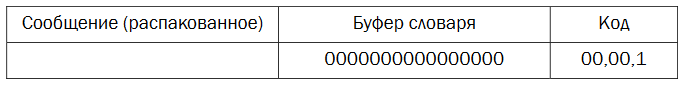 Сообщение (распакованное) Буфер словаря Код
0000000000000000 00,00,1